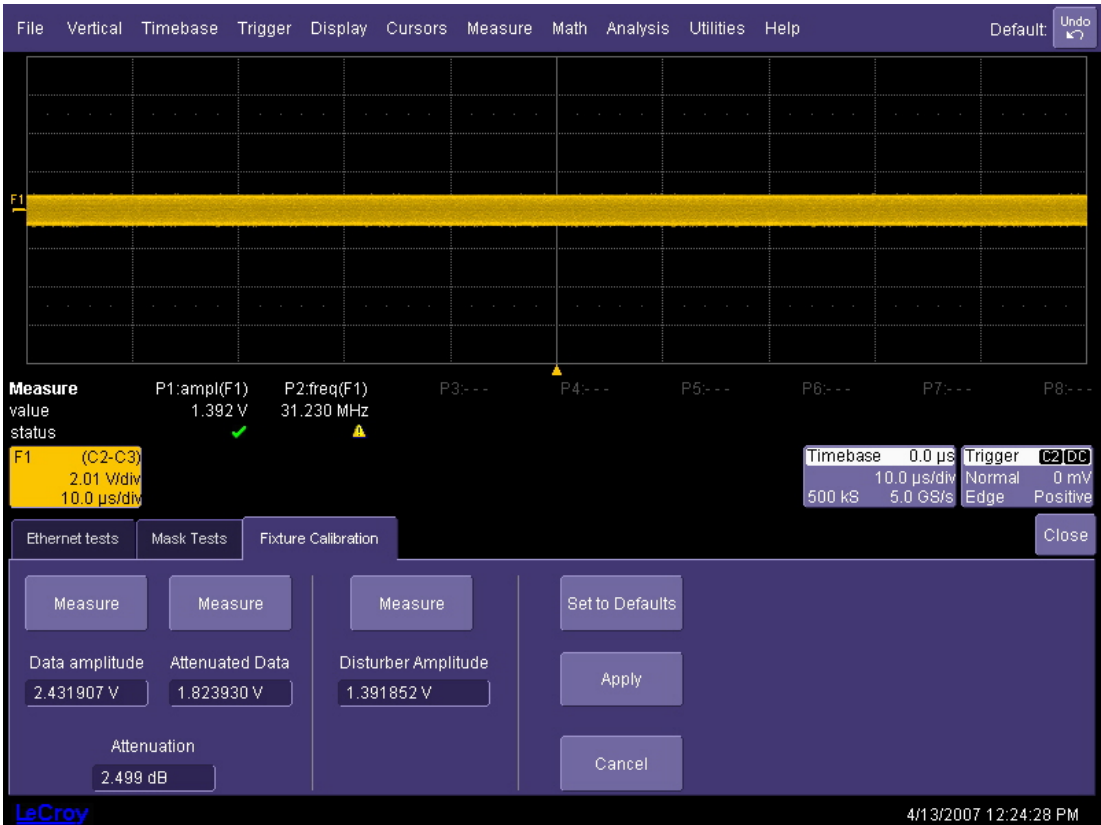 File Vertical Timebase Trigger Display Cursors Measure Math Analysis Utilities Help Default: Undo
F1
Measure P1:ampl(F1) P2:freq(F1) P3:- - - P4:- - - P5:- - - P6:- - - P7:- - - P8:- - -
value 1.392 V 31.230 MHz
status
F1 (C2-C3) Timebase 0.0 µs Trigger C2 DC
2.01 V/div 10.0 µs/div Normal 0 mV
10.0 µs/div 500 kS 5.0 GS/s Edge Positive
Ethernet tests Mask Tests Fixture Calibration Close
Measure Measure Measure Set to Defaults
Data amplitude Attenuated Data Disturber Amplitude
2.431907 V 1.823930 V 1.391852 V Apply
Attenuation
2.499 dB Cancel
LeCroy 4/13/2007 12:24:28 PM